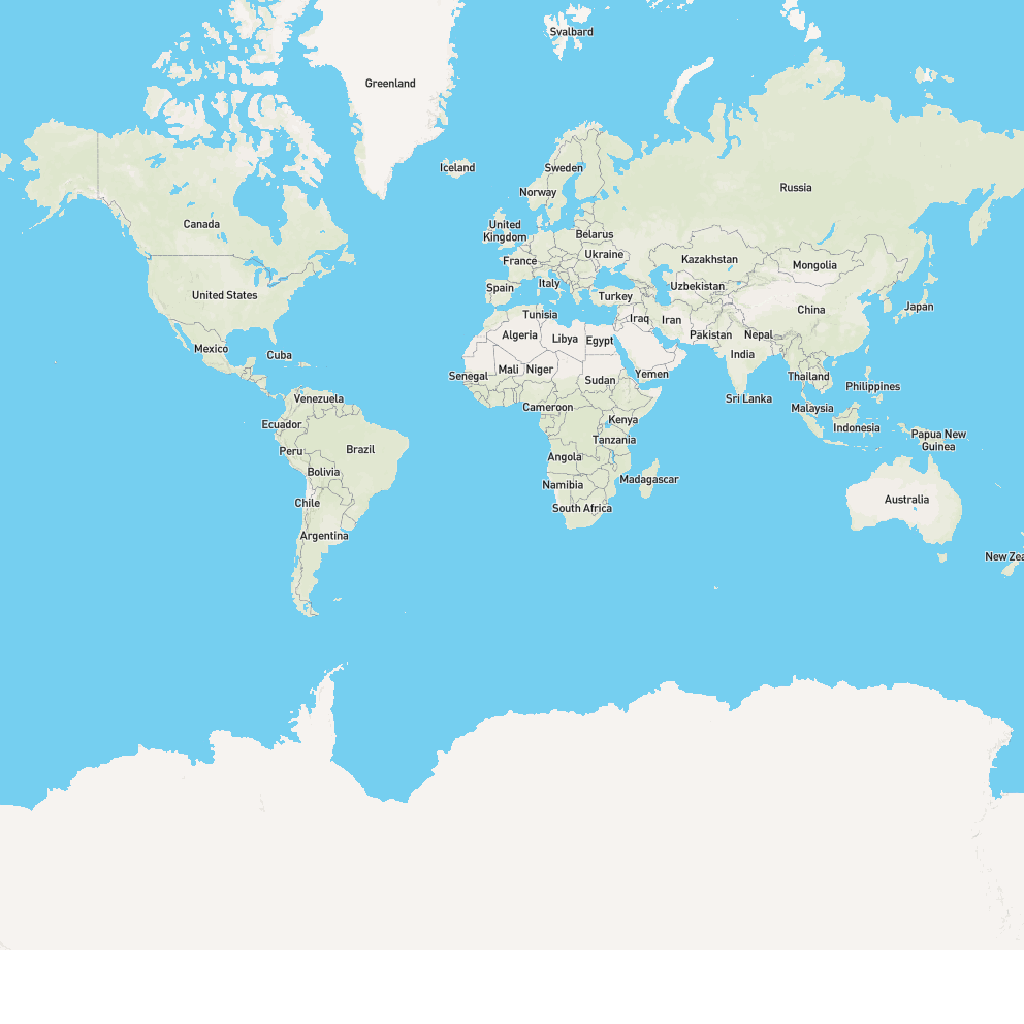 Svalbard
Greenland
Iceland
Sweden
Russia
Norway
Canada
United
Kingdom
Belarus
Ukraine
France
Kazakhstan
Mongolia
Italy
Spain
Uzbekistan
United States
Turkey
Japan
China
Tunisia
Iraq
Iran
Algeria
Libya
Egypt
Pakistan
Nepal
Mexico
Cuba
India
Mali
Niger
Senegal
Sudan
Yemen
Thailand
Philippines
Venezuela
Sri Lanka
Cameroon
Malaysia
Kenya
Ecuador
Indonesia
Papua New
Guinea
Tanzania
Brazil
Peru
Angola
Bolivia
Madagascar
Namibia
Australia
Chile
South Africa
Argentina
New Zea